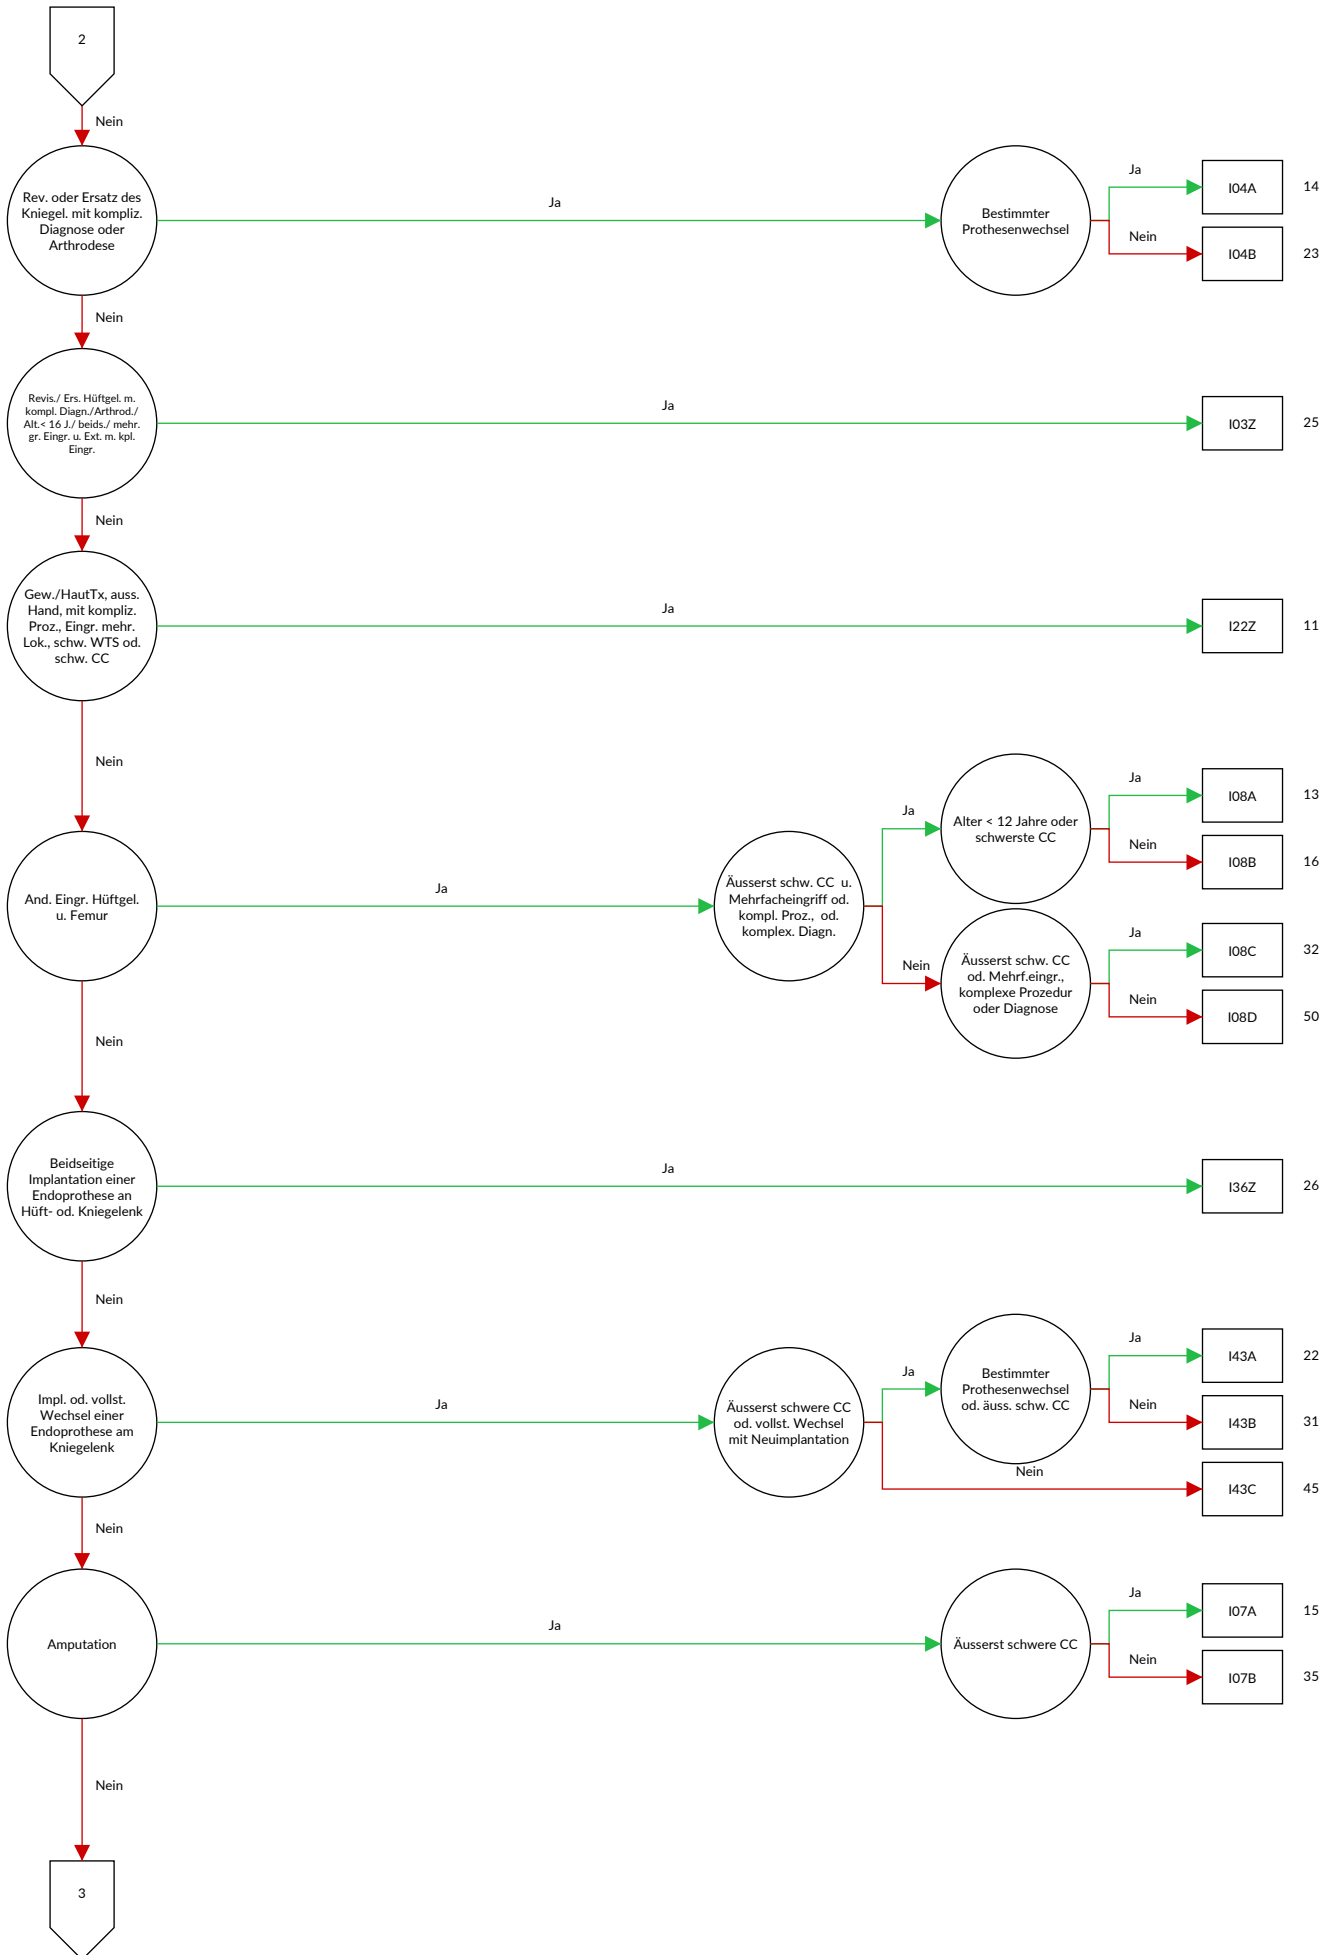 2
Nein
Rev. oder Ersatz des
Kniegel. mit kompliz.
Diagnose oder
Arthrodese
Ja
Bestimmter
Prothesenwechsel
Ja
I04A
14
Nein
I04B
23
Nein
Revis./ Ers. Hüftgel. m.
kompl. Diagn./Arthrod./
Alt.< 16 J./ beids./ mehr.
gr. Eingr. u. Ext. m. kpl.
Eingr.
Ja
I03Z
25
Nein
Gew./HautTx, auss.
Hand, mit kompliz.
Proz., Eingr. mehr.
Lok., schw. WTS od.
schw. CC
Ja
I22Z
11
Nein
And. Eingr. Hüftgel.
u. Femur
Ja
Äusserst schw. CC u.
Mehrfacheingriff od.
kompl. Proz., od.
komplex. Diagn.
Ja
Alter < 12 Jahre oder
schwerste CC
Ja
I08A
13
Nein
I08B
16
Nein
Äusserst schw. CC
od. Mehrf.eingr.,
komplexe Prozedur
oder Diagnose
Ja
I08C
32
Nein
I08D
50
Nein
Beidseitige
Implantation einer
Endoprothese an
Hüft- od. Kniegelenk
Ja
I36Z
26
Nein
Impl. od. vollst.
Wechsel einer
Endoprothese am
Kniegelenk
Ja
Äusserst schwere CC
od. vollst. Wechsel
mit Neuimplantation
Ja
Bestimmter
Prothesenwechsel
od. äuss. schw. CC
Ja
I43A
22
Nein
I43B
31
Nein
I43C
45
Nein
Amputation
Ja
Äusserst schwere CC
Ja
I07A
15
Nein
I07B
35
Nein
3